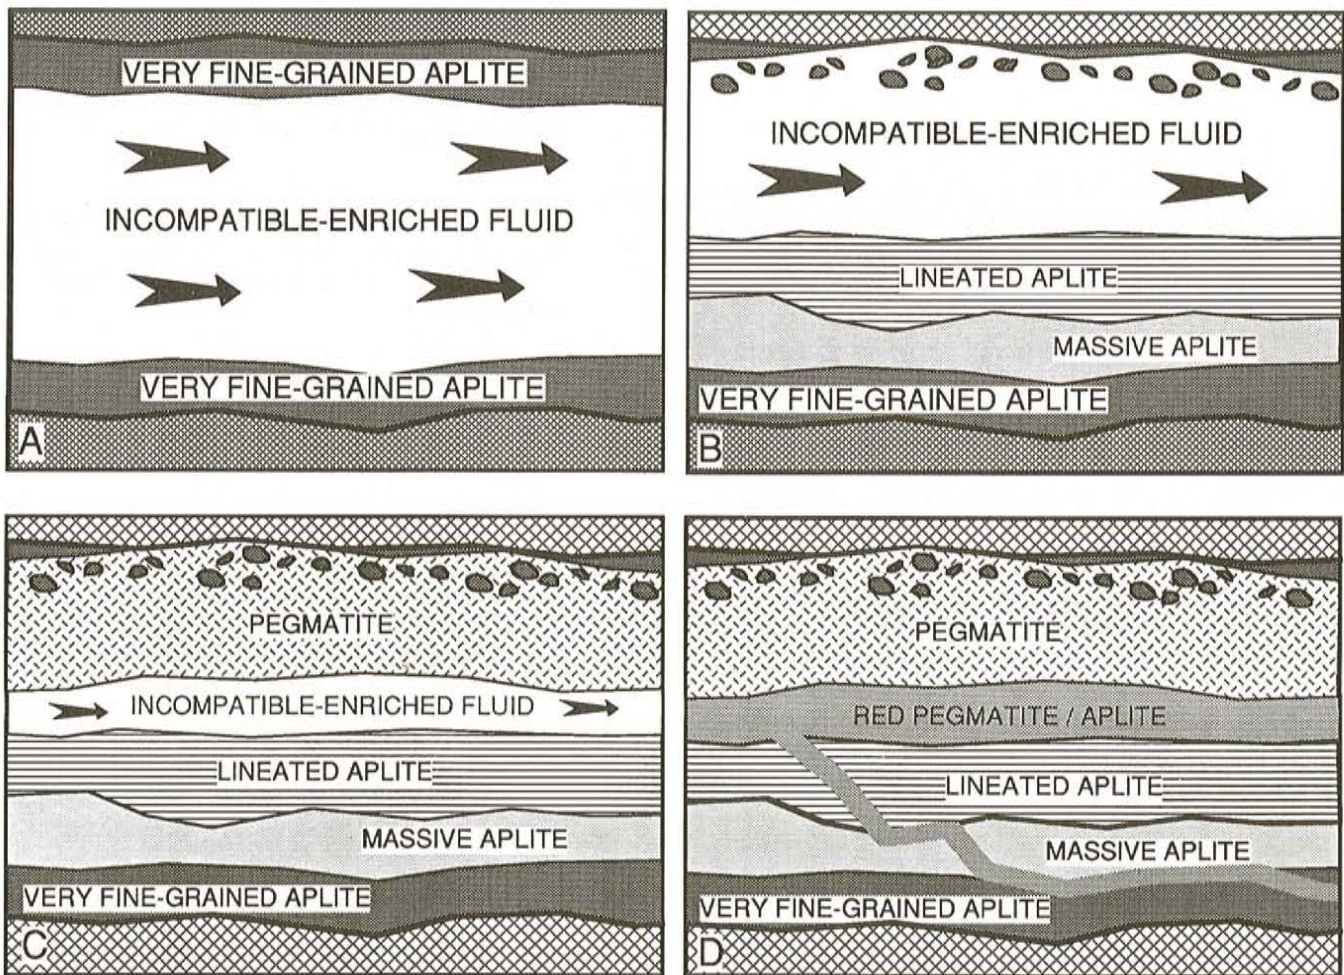 VERY FINE-GRAINED APLITE
INCOMPATIBLE-ENRICHED FLUID
VERY FINE-GRAINED APLITE
A
INCOMPATIBLE-ENRICHED FLUID
LINEATED APLITE
MASSIVE APLITE
VERY FINE-GRAINED APLITE
B
PEGMATITE
INCOMPATIBLE-ENRICHED FLUID
LINEATED APLITE
MASSIVE APLITE
VERY FINE-GRAINED APLITE
C
PEGMATITE
RED PEGMATITE / APLITE
LINEATED APLITE
MASSIVE APLITE
VERY FINE-GRAINED APLITE
D